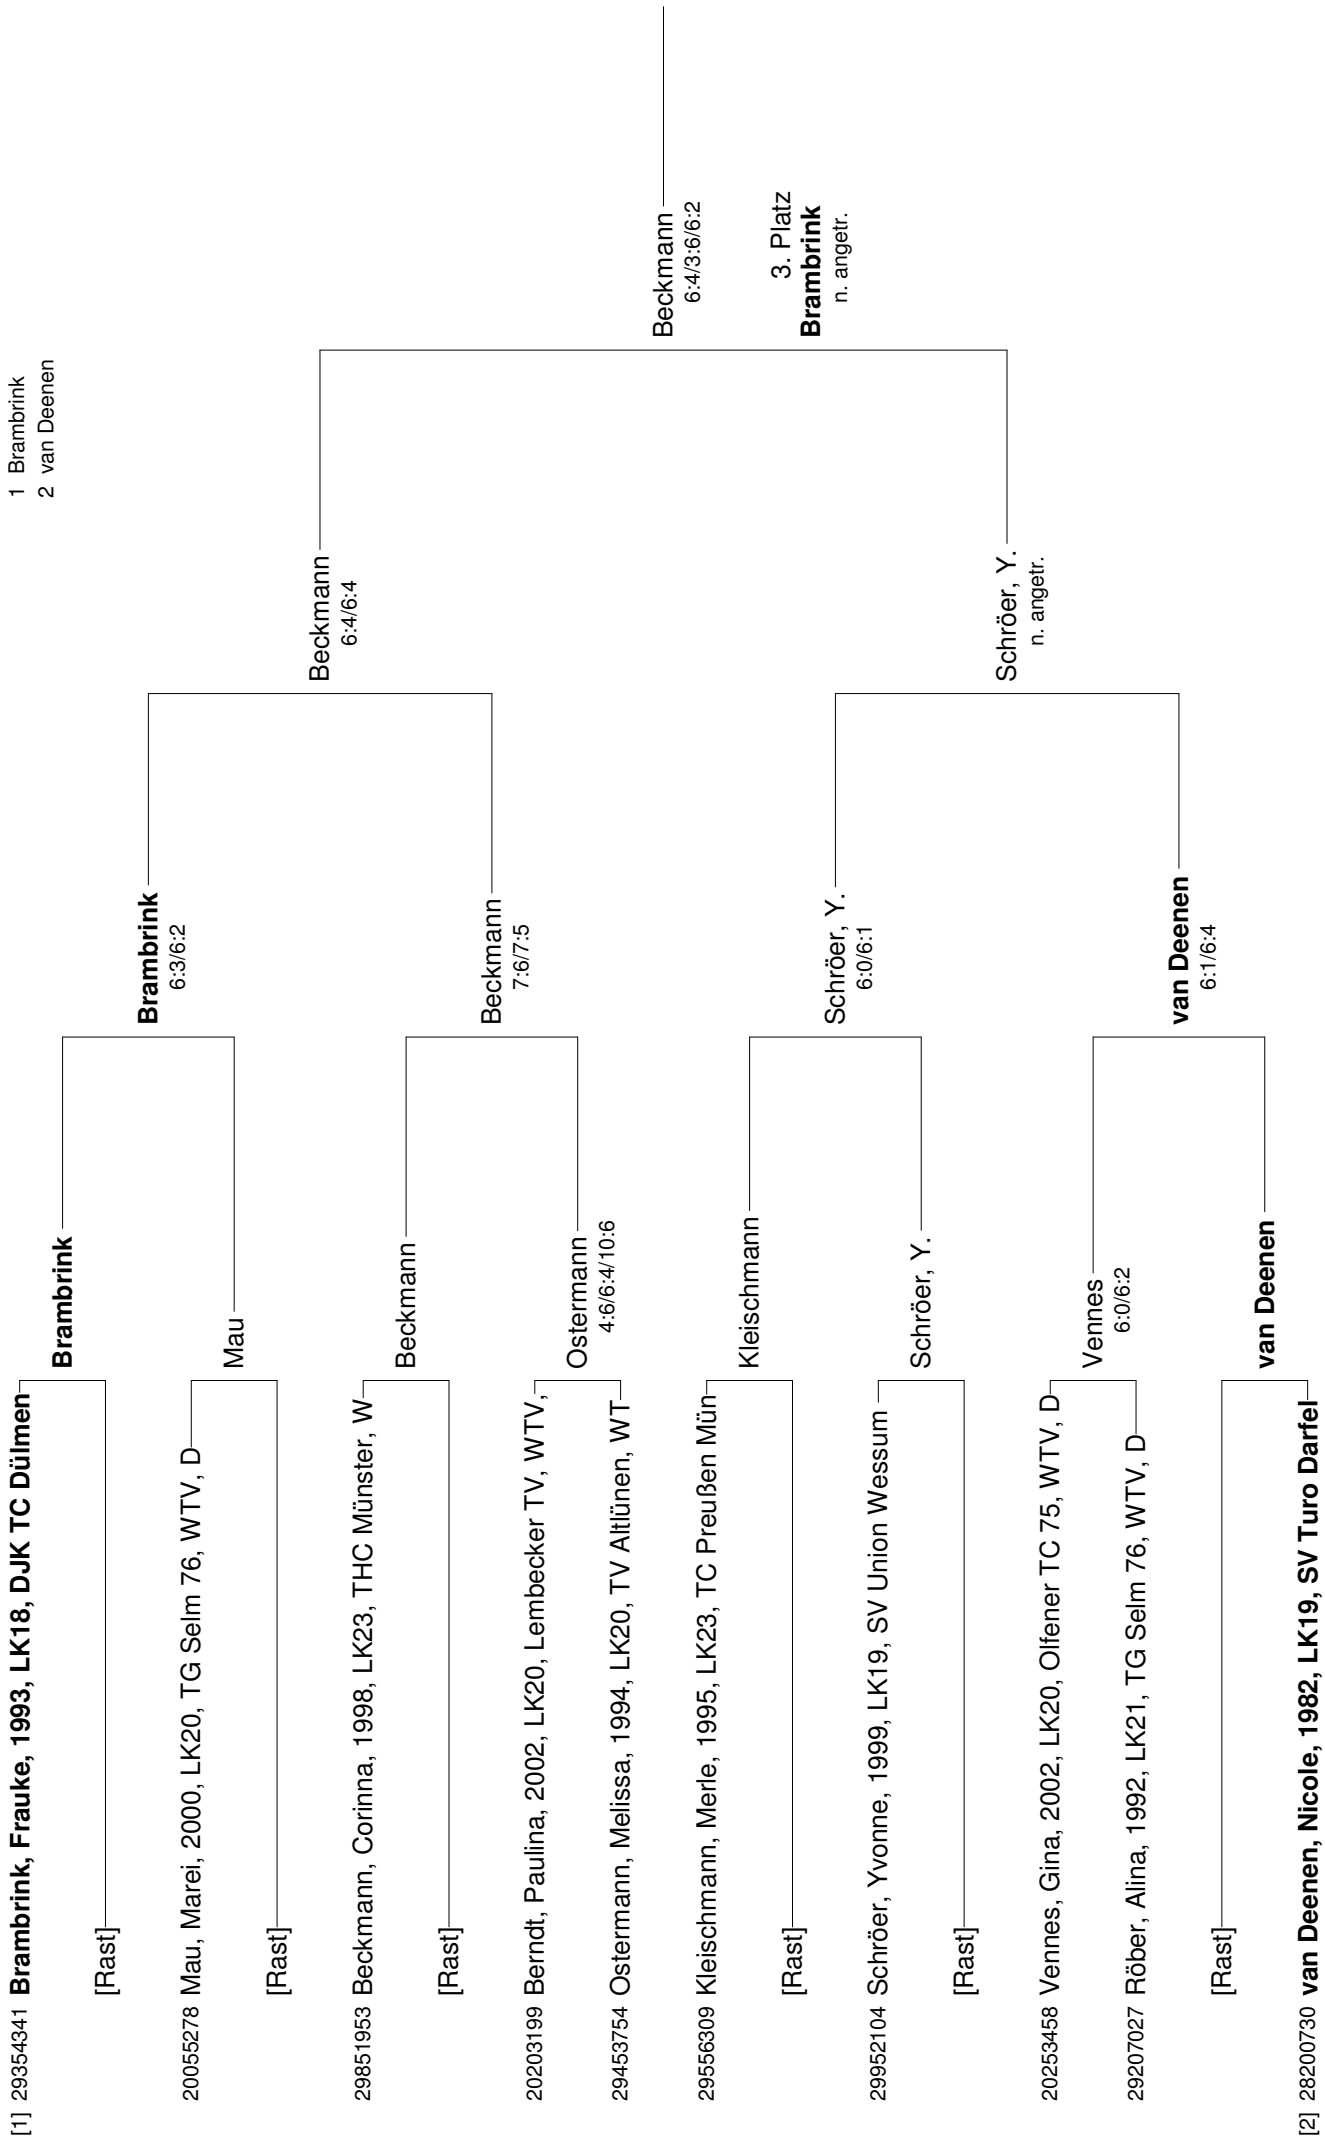 1 Brambrink
2 van Deenen
[1] 29354341 Brambrink, Frauke, 1993, LK18, DJK TC Dülmen
[Rast]
20055278 Mau, Marei, 2000, LK20, TG Selm 76, WTV, D
[Rast]
29851953 Beckmann, Corinna, 1998, LK23, THC Münster, W
[Rast]
20203199 Berndt, Paulina, 2002, LK20, Lembecker TV, WTV,
29453754 Ostermann, Melissa, 1994, LK20, TV Altlünen, WT
29556309 Kleischmann, Merle, 1995, LK23, TC Preußen Mün
[Rast]
29952104 Schröer, Yvonne, 1999, LK19, SV Union Wessum
[Rast]
20253458 Vennes, Gina, 2002, LK20, Olfener TC 75, WTV, D
29207027 Röber, Alina, 1992, LK21, TG Selm 76, WTV, D
[Rast]
[2] 28200730 van Deenen, Nicole, 1982, LK19, SV Turo Darfel
Brambrink
Mau
Beckmann
Ostermann
4:6/6:4/10:6
Kleischmann
Schröer, Y.
Vennes
6:0/6:2
van Deenen
Brambrink
6:3/6:2
Beckmann
7:6/7:5
Schröer, Y.
6:0/6:1
van Deenen
6:1/6:4
Beckmann
6:4/6:4
Schröer, Y.
n. angetr.
Beckmann
6:4/3:6/6:2
3. Platz
Brambrink
n. angetr.